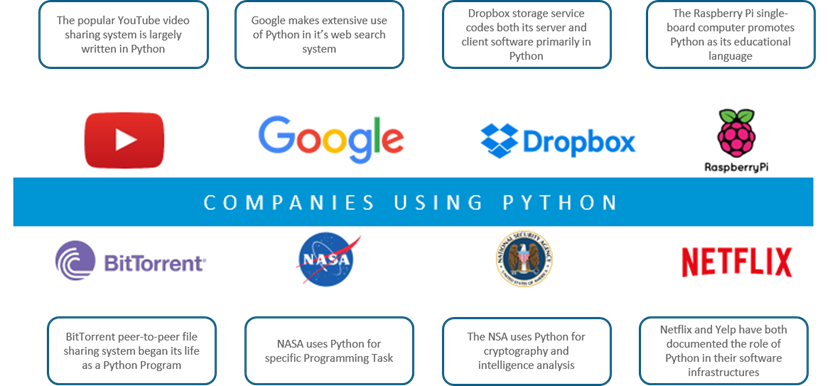 The popular YouTube video
sharing system is largely
written in Python
Google makes extensive use
of Python in it's web search
system
Dropbox storage service
codes both its server and
client software primarily in
Python
The Raspberry Pi single-
board computer promotes
Python as its educational
language
Google
Dropbox
RaspberryPi
COMPANIES USING PYTHON
BitTorrent®
NASA
NATIONAL SECURITY AGENCY
NETFLIX
BitTorrent peer-to-peer file
sharing system began its life
as a Python Program
NASA uses Python for
specific Programming Task
The NSA uses Python for
cryptography and
intelligence analysis
Netflix and Yelp have both
documented the role of
Python in their software
infrastructures